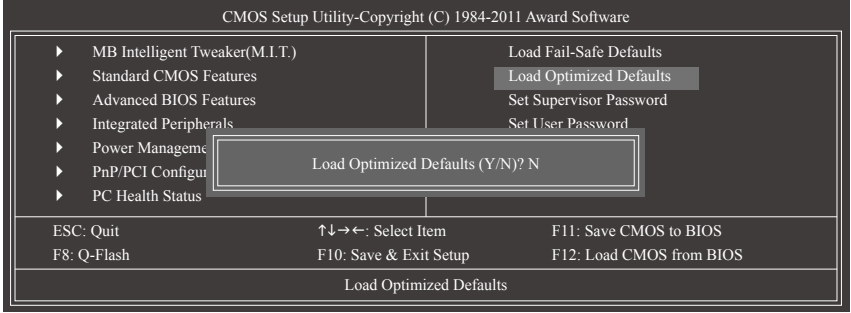 CMOS Setup Utility-Copyright (C) 1984-2011 Award Software
MB Intelligent Tweaker(M.I.T.)
Standard CMOS Features
Advanced BIOS Features
Integrated Peripherals
Power Manageme
PnP/PCI Configur
PC Health Status
Load Fail-Safe Defaults
Load Optimized Defaults
Set Supervisor Password
Set User Password
Load Optimized Defaults (Y/N)? N
ESC: Quit ↑↓→←: Select Item F11: Save CMOS to BIOS
F8: Q-Flash F10: Save & Exit Setup F12: Load CMOS from BIOS
Load Optimized Defaults